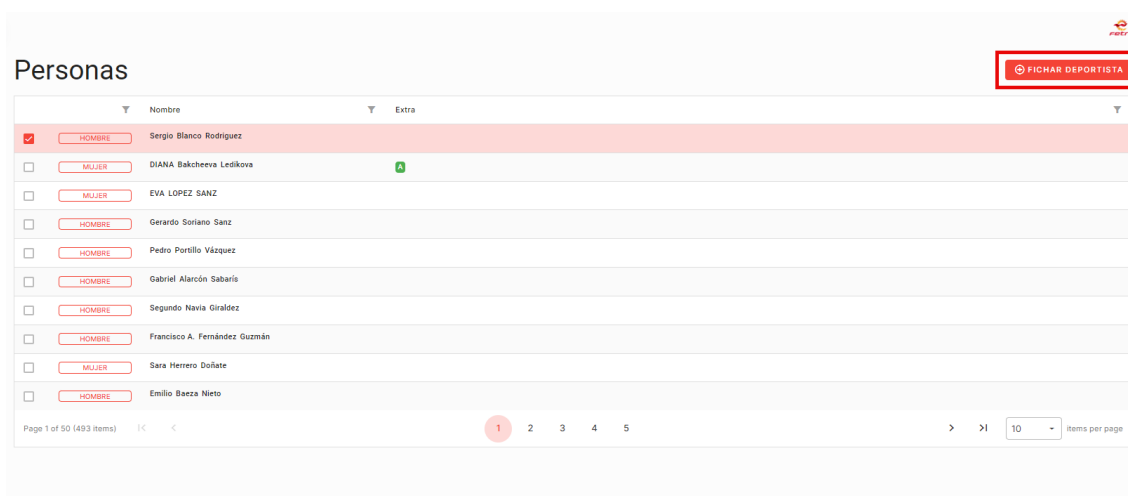 Personas
FICHAR DEPORTISTA
Nombre Extra
HOMBRE Sergio Blanco Rodriguez
MUJER DIANA Bakcheeva Ledikova A
MUJER EVA LOPEZ SANZ
HOMBRE Gerardo Soriano Sanz
HOMBRE Pedro Portillo Vázquez
HOMBRE Gabriel Alarcón Sabarís
HOMBRE Segundo Navia Giraldez
HOMBRE Francisco A. Fernández Guzmán
MUJER Sara Herrero Doñate
HOMBRE Emilio Baeza Nieto
Page 1 of 50 (493 items) 1 2 3 4 5 10 items per page